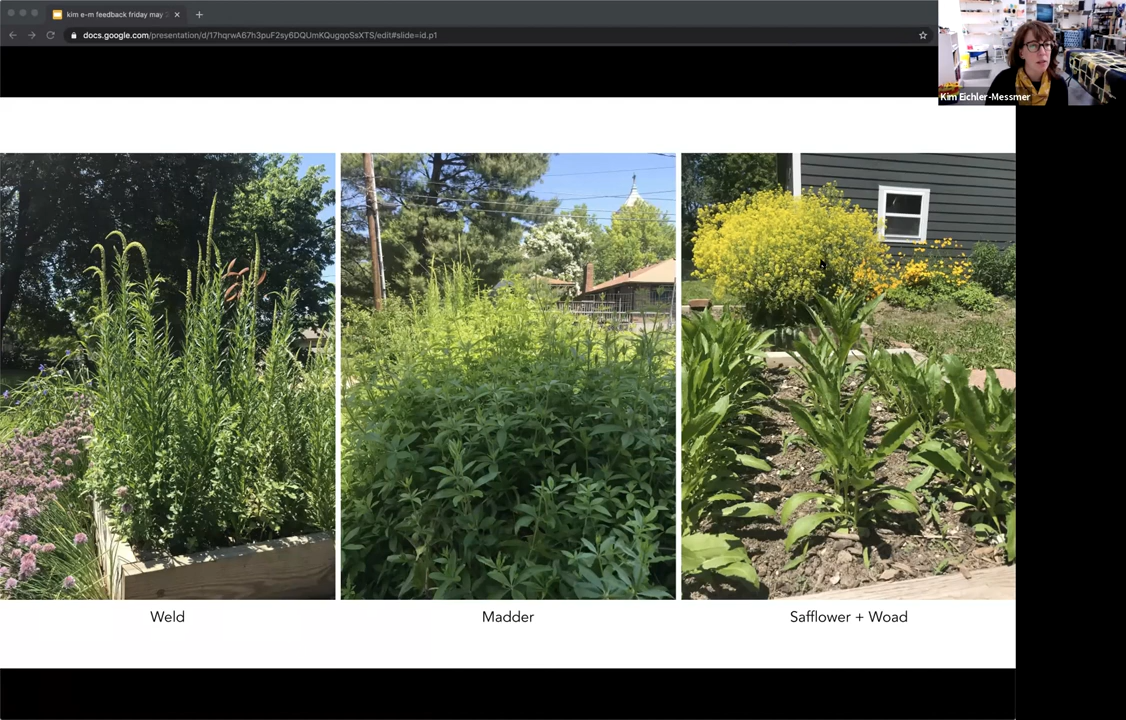 kim e-m feedback friday may
docs.google.com/presentation/d/17hqrwA67h3puF2sy6DQUmKQugqoSsXTS/edit#slide=id.p1
Kim Eichler-Messmer
Weld
Madder
Safflower + Woad